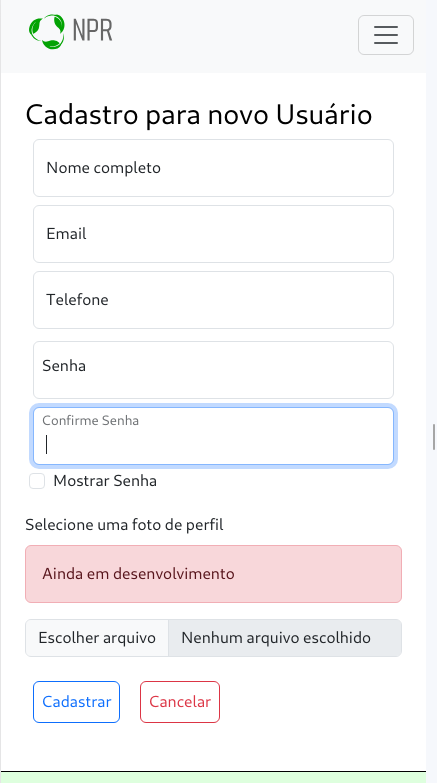 NPR
Cadastro para novo Usuário
Nome completo
Email
Telefone
Senha
Confirme Senha
Mostrar Senha
Selecione uma foto de perfil
Ainda em desenvolvimento
Escolher arquivo Nenhum arquivo escolhido
Cadastrar Cancelar